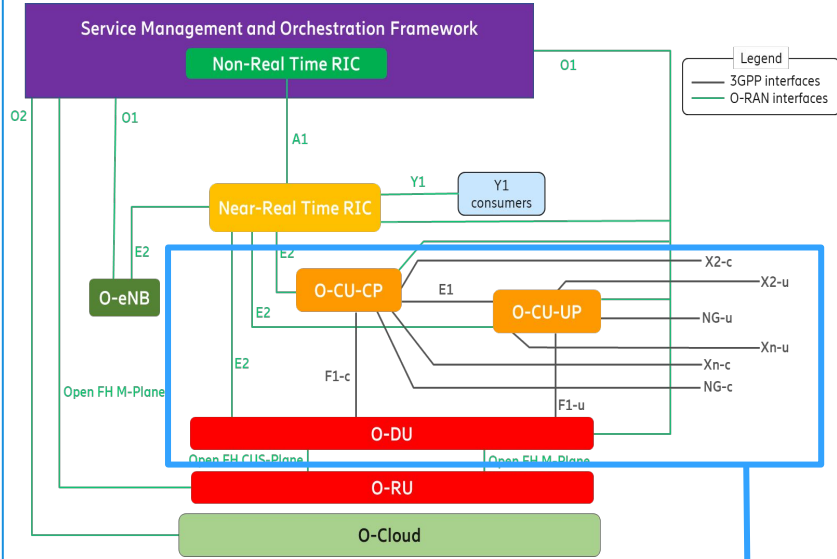 Service Management and Orchestration Framework
Non-Real Time RIC
O1
Legend
3GPP interfaces
O-RAN interfaces
O2
O1
A1
Y1
Y1
consumers
Near-Real Time RIC
E2
E2
O-eNB
O-CU-CP
E1
O-CU-UP
X2-c
X2-u
NG-u
Xn-u
Xn-c
NG-c
E2
E2
F1-c
F1-u
Open FH M-Plane
O-DU
Open FH CUS-Plane
Open FH M-Plane
O-RU
O-Cloud